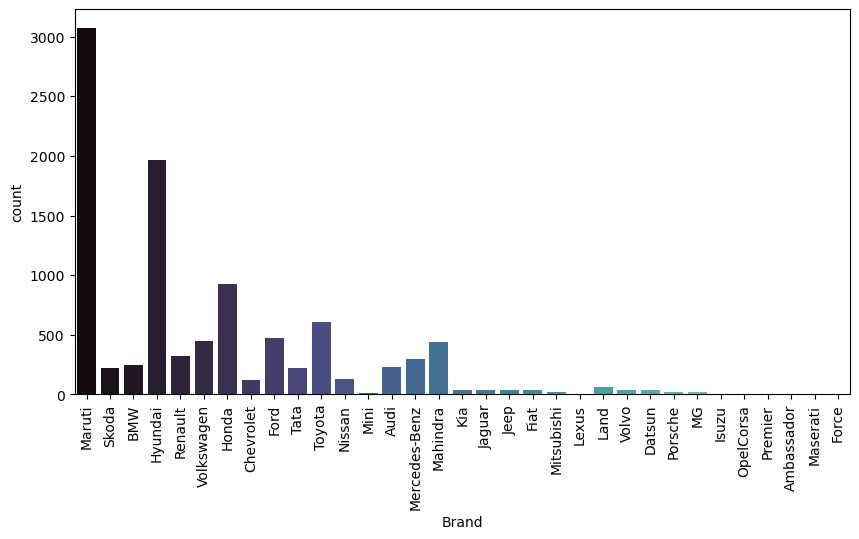 3000
2500
2000
1500
1000
500
0
count
Maruti
Skoda
BMW
Hyundai
Renault
Volkswagen
Honda
Chevrolet
Ford
Tata
Toyota
Nissan
Mini
Audi
Mercedes-Benz
Mahindra
Kia
Jaguar
Jeep
Fiat
Mitsubishi
Lexus
Land
Volvo
Datsun
Porsche
MG
Isuzu
OpelCorsa
Premier
Ambassador
Maserati
Force
Brand